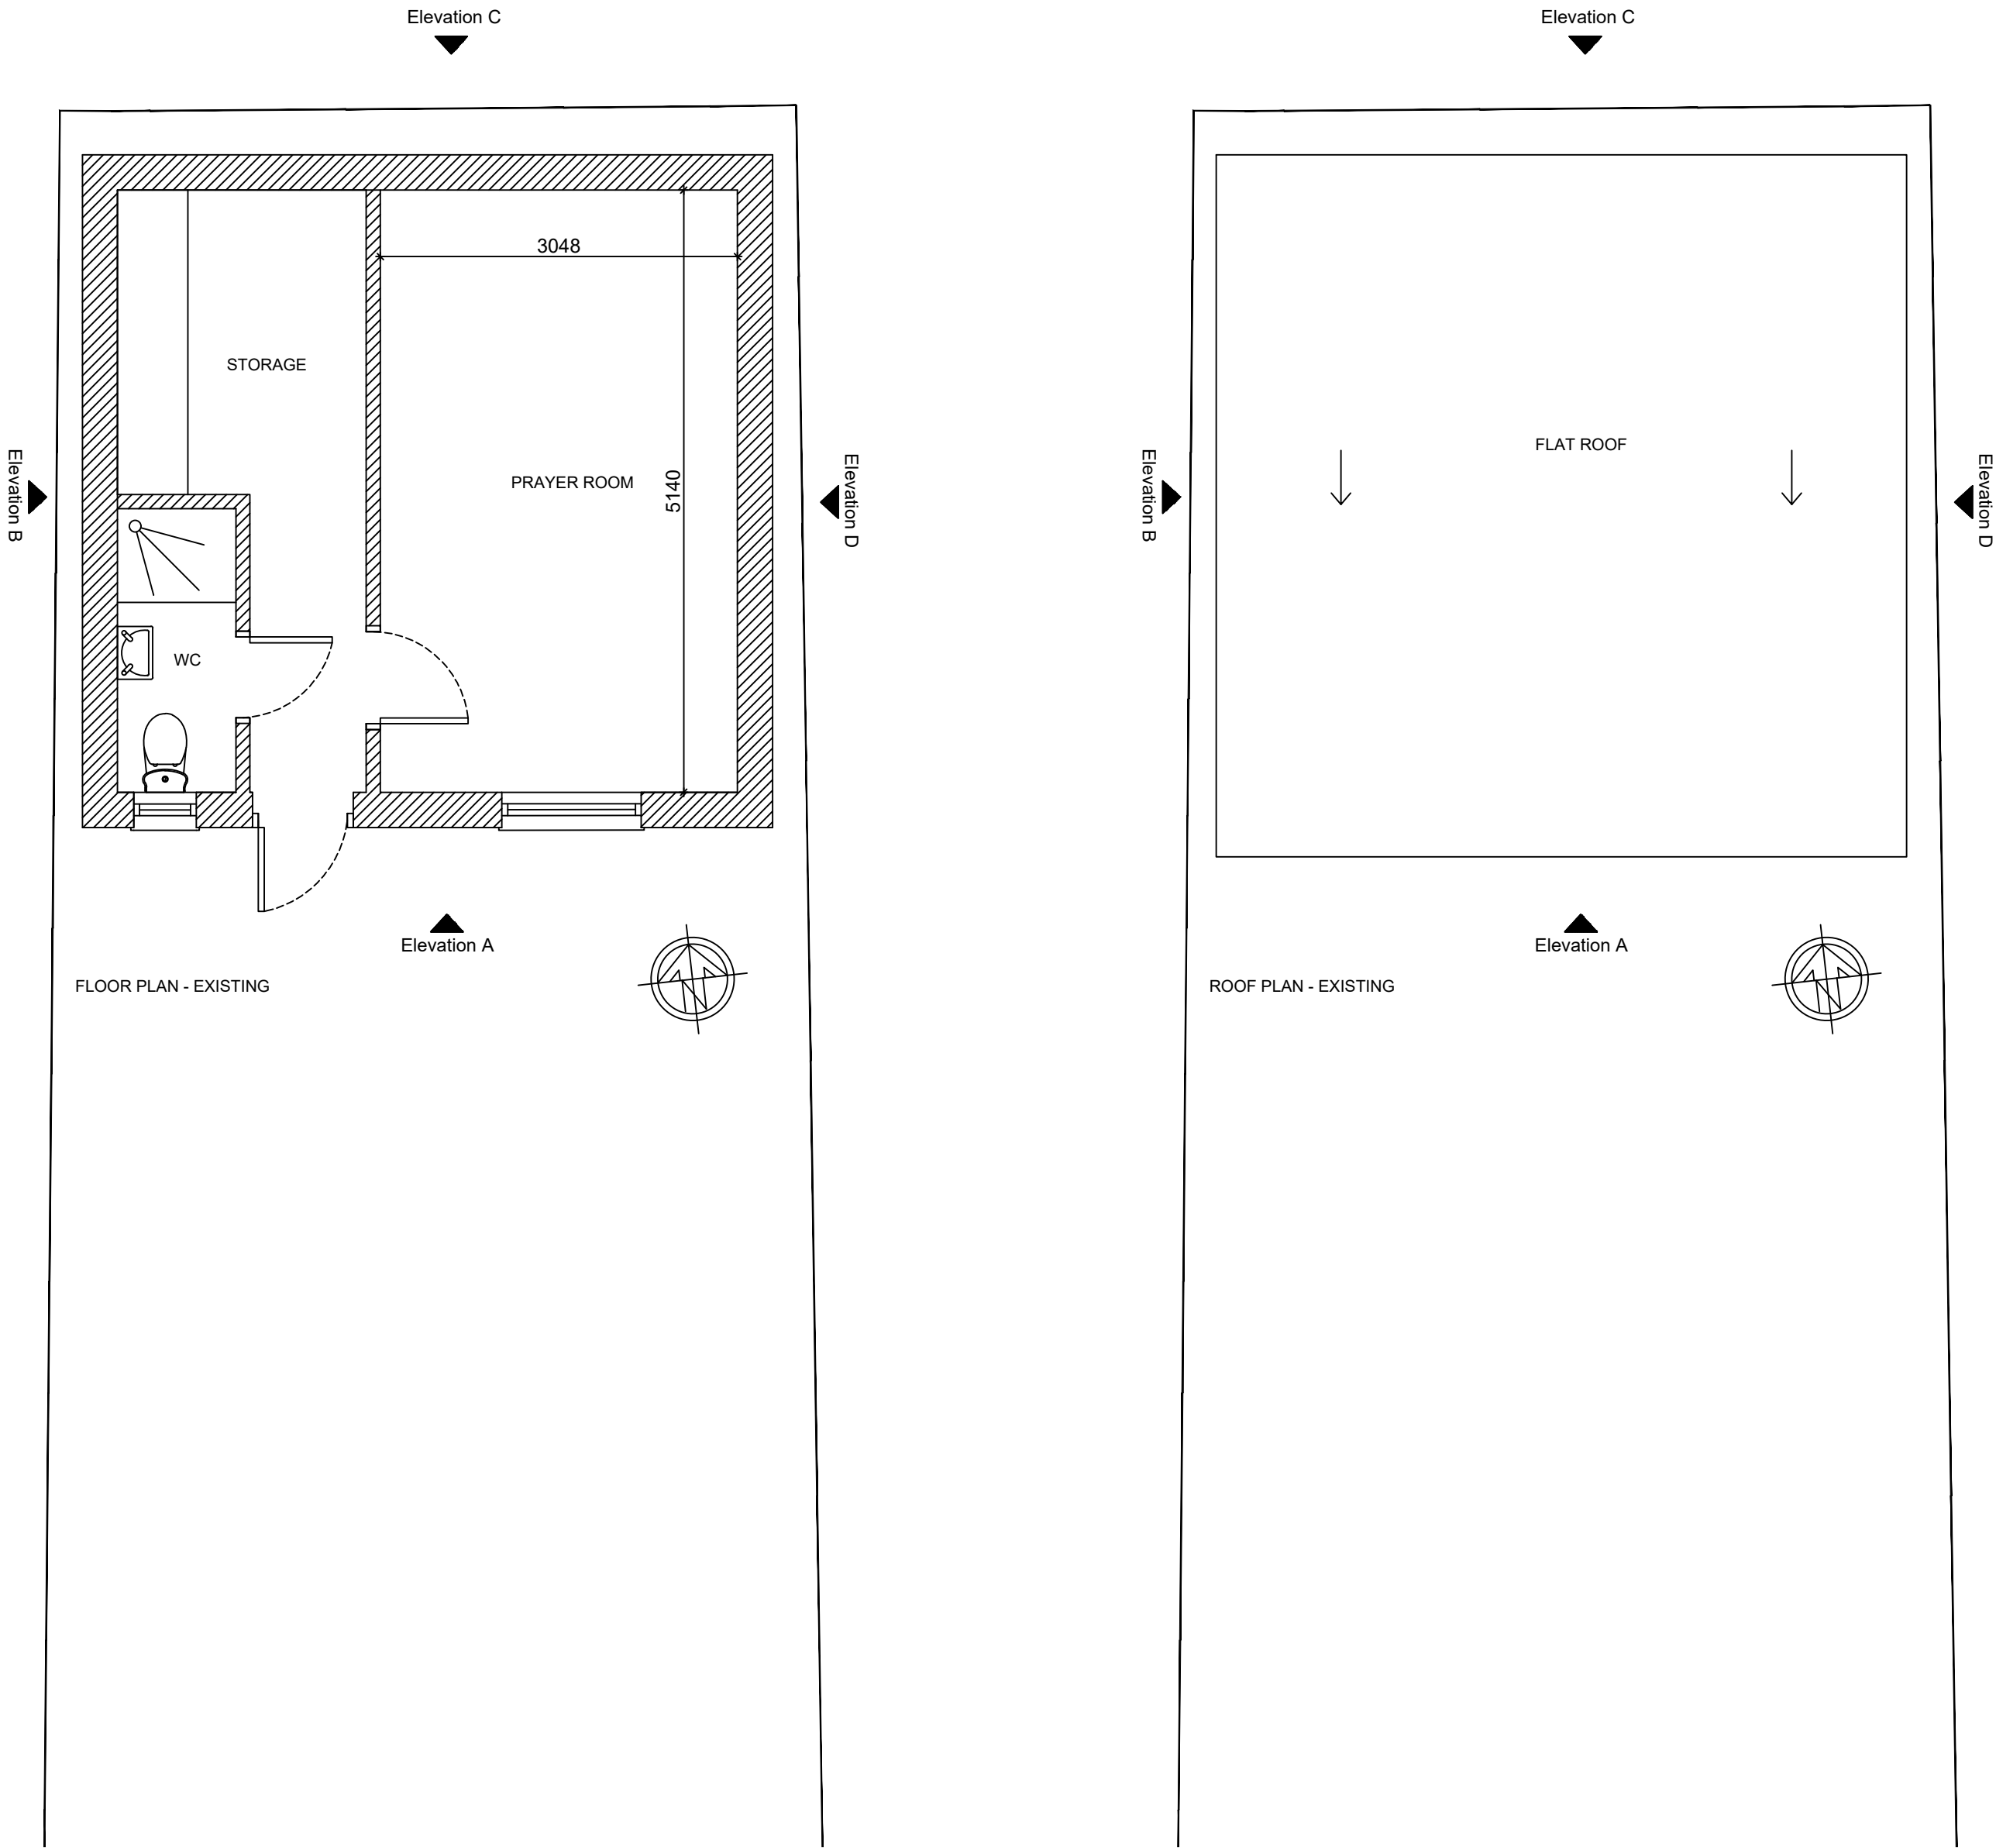 Elevation C
Elevation C
3048
STORAGE
FLAT ROOF
Elevation B
PRAYER ROOM
5140
Elevation D
Elevation B
Elevation D
WC
Elevation A
Elevation A
FLOOR PLAN - EXISTING
N
ROOF PLAN - EXISTING
N